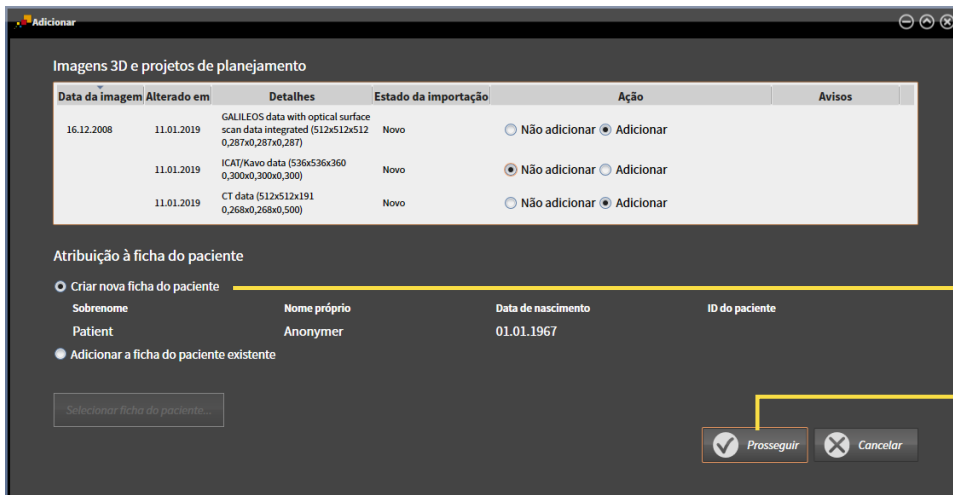 Adicionar
Imagens 3D e projetos de planejamento
Data da imagem Alterado em Detalhes Estado da importação Ação Avisos
GALILEOS data with optical surface
16.12.2008 11.01.2019 scan data integrated (512x512x512 Novo Não adicionar Adicionar
0,287x0,287x0,287)
ICAT/Kavo data (536x536x360
11.01.2019 0,300x0,300x0,300) Novo Não adicionar Adicionar
CT data (512x512x191
11.01.2019 0,268x0,268x0,500) Novo Não adicionar Adicionar
Atribuição à ficha do paciente
Criar nova ficha do paciente
Sobrenome Nome próprio Data de nascimento ID do paciente
Patient Anonymer 01.01.1967
Adicionar a ficha do paciente existente
Selecionar ficha do paciente...
Prosseguir Cancelar